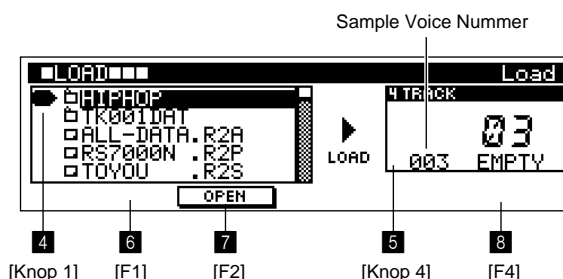 Sample Voice Nummer
LOAD Load
HIPHOP
TK001DAT
ALL-DATA.R2A
RS7000N .R2P
TOYOU .R2S
LOAD
4 TRACK
03
003 EMPTY
OPEN
4 6 7 5 8
[Knop 1] [F1] [F2] [Knop 4] [F4]